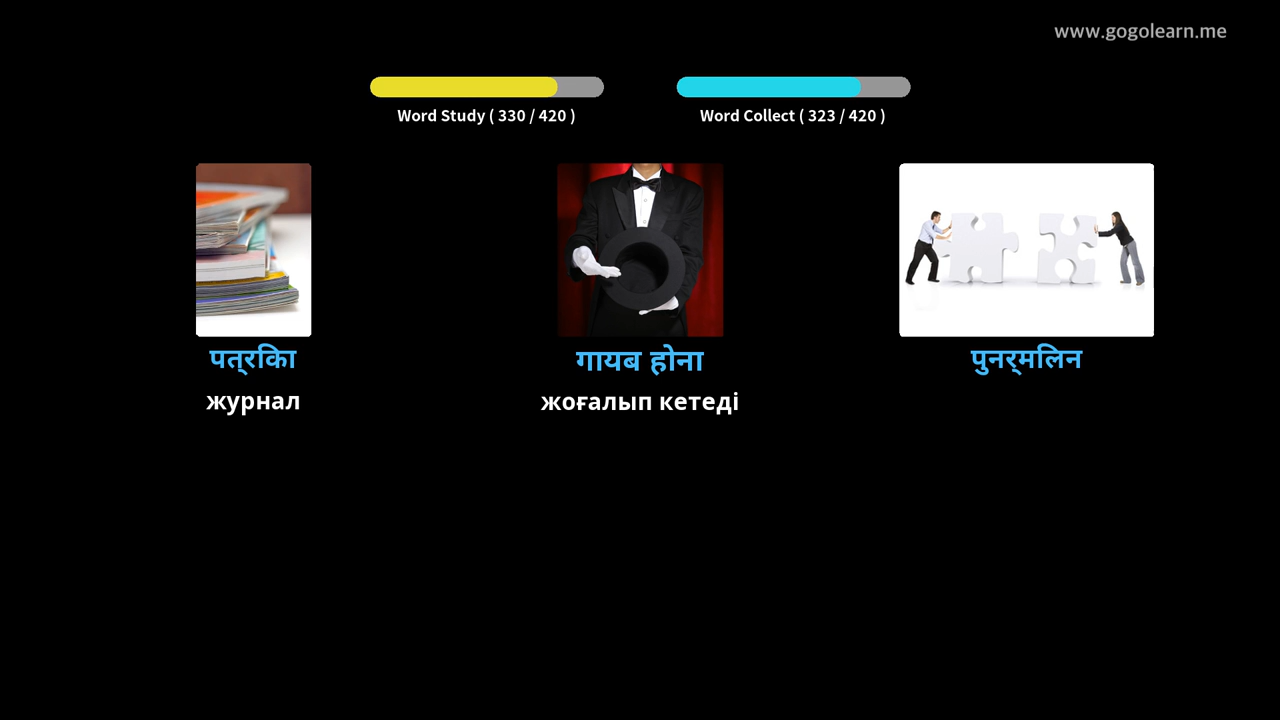 www.gogolearn.me
Word Study ( 330 / 420 )
Word Collect ( 323 / 420 )
पत्रिका
журнал
गायब होना
жоғалып кетеді
पुनर्मिलन